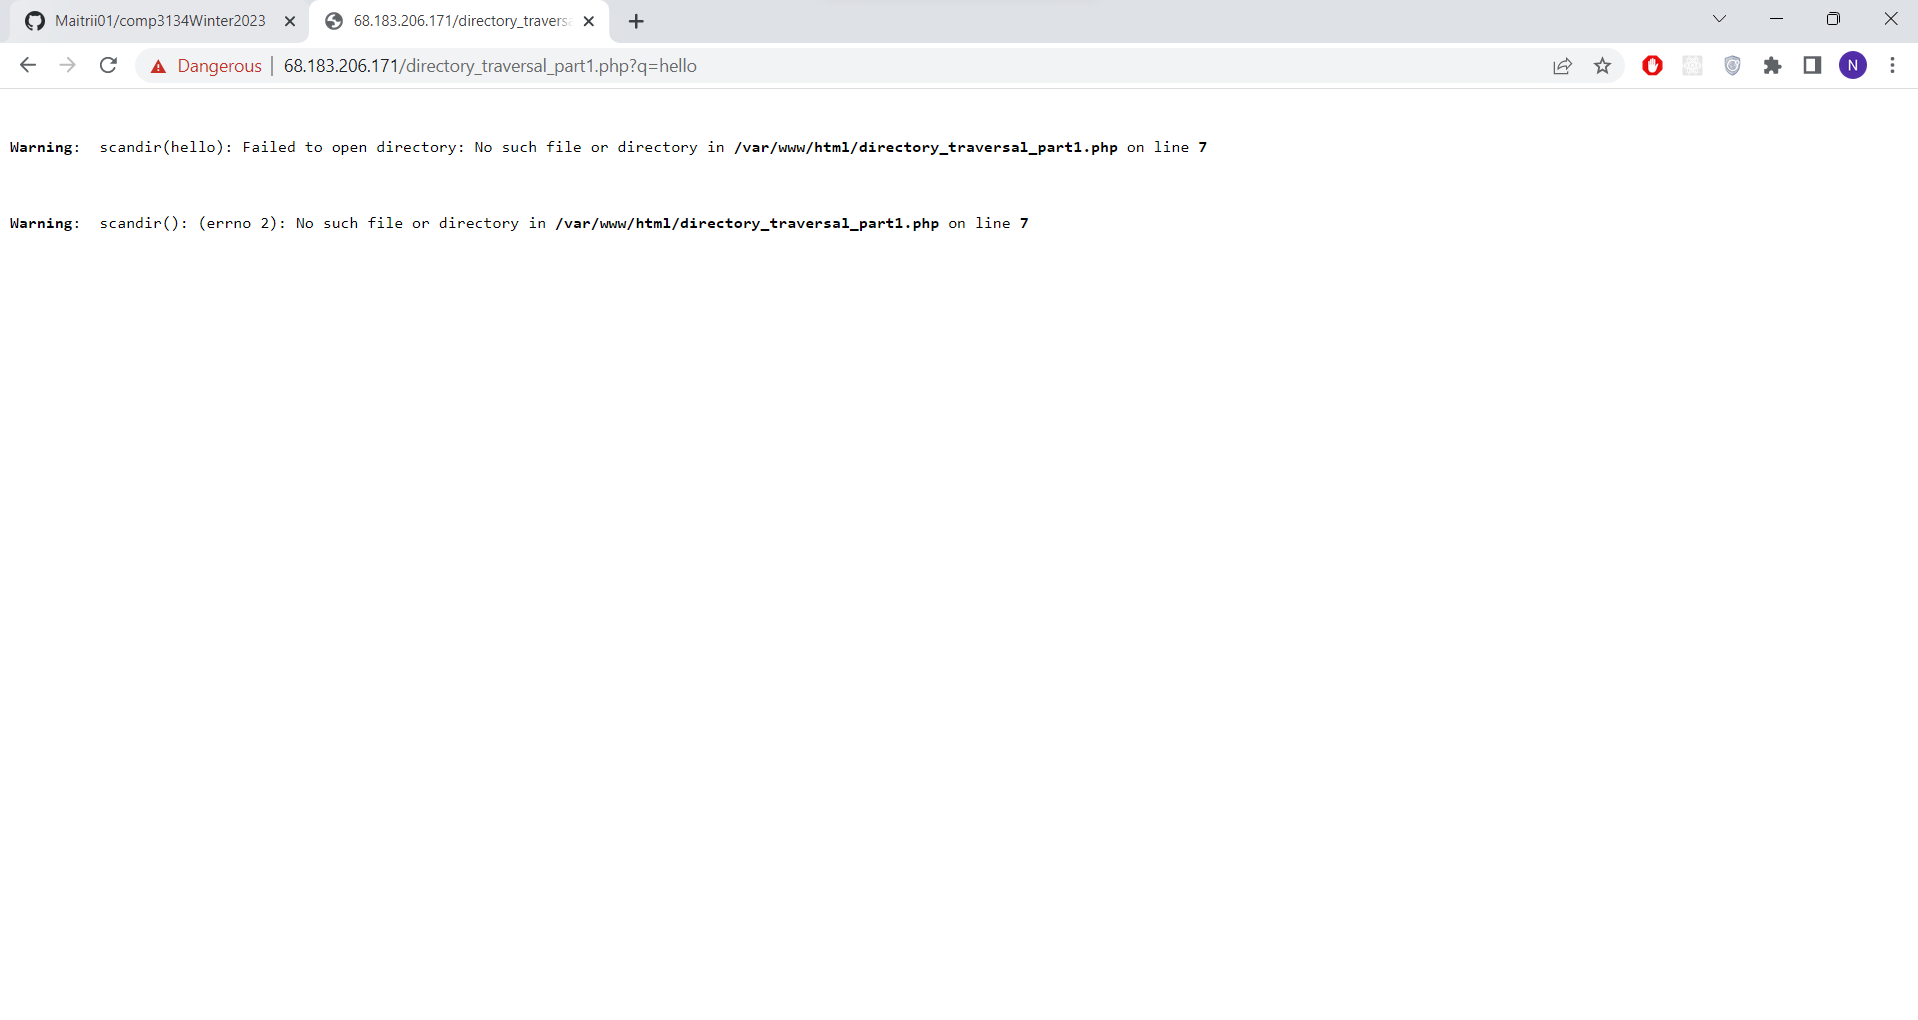 Maitrii01/comp3134Winter2023
68.183.206.171/directory_travers
Dangerous | 68.183.206.171/directory_traversal_part1.php?q=hello
N
Warning:  scandir(hello): Failed to open directory: No such file or directory in /var/www/html/directory_traversal_part1.php on line 7
Warning:  scandir(): (errno 2): No such file or directory in /var/www/html/directory_traversal_part1.php on line 7